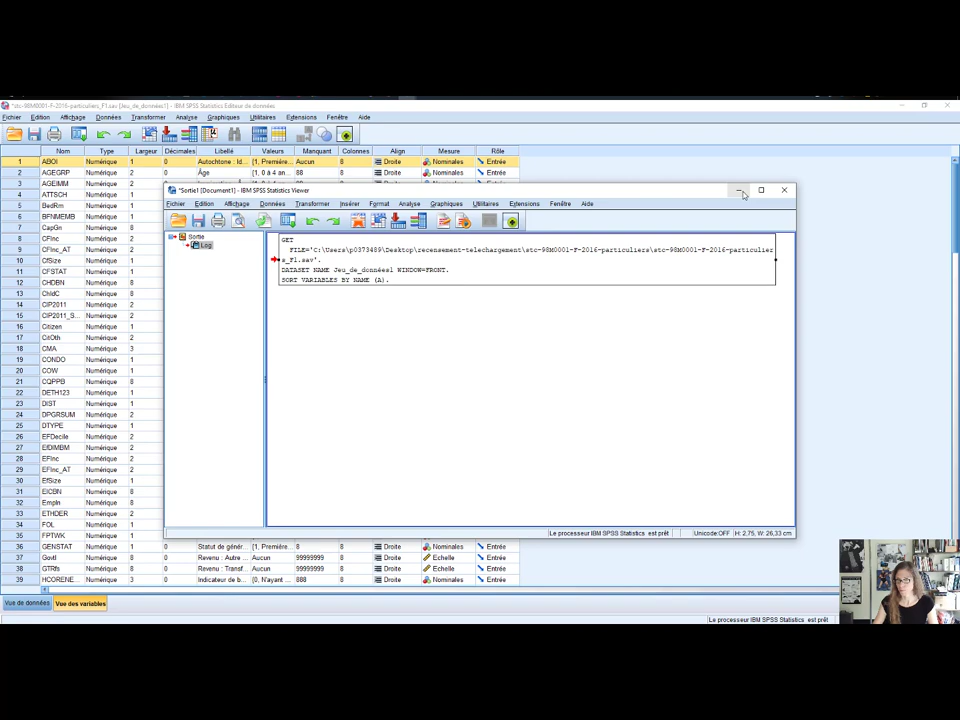 *stc-98M0001-F-2016-particuliers_F1.sav [Jeu_de_données1] - IBM SPSS Statistics Editeur de données
Fichier Edition Affichage Données Transformer Analyse Graphiques Utilitaires Extensions Fenêtre Aide
Nom Type Largeur Décimales Libellé Valeurs Manquant Colonnes Align Mesure Rôle
1 ABOI Numérique 1 0 Autochtone : Id... [1, Première... Aucun 8 Droite Nominales Entrée
2 AGEGRP Numérique 2 0 Âge [1, 0 à 4 an... 88 8 Droite Nominales Entrée
3 AGEIMM Numérique 2
4 ATTSCH Numérique 1
5 BedRm Numérique 1
6 BFNMEMB Numérique 1
7 CapGn Numérique 8
8 CFInc Numérique 2
9 CFInc_AT Numérique 2
10 CfSize Numérique 1
11 CFSTAT Numérique 1
12 CHDBN Numérique 8
13 ChldC Numérique 8
14 CIP2011 Numérique 2
15 CIP2011_S... Numérique 2
16 Citizen Numérique 1
17 CitOth Numérique 2
18 CMA Numérique 3
19 CONDO Numérique 1
20 COW Numérique 1
21 CQPPB Numérique 8
22 DETH123 Numérique 1
23 DIST Numérique 1
24 DPGRSUM Numérique 2
25 DTYPE Numérique 1
26 EFDecile Numérique 2
27 EfDIMBM Numérique 2
28 EFInc Numérique 2
29 EFInc_AT Numérique 2
30 EfSize Numérique 1
31 EICBN Numérique 8
32 EmpIn Numérique 8
33 ETHDER Numérique 2
34 FOL Numérique 1
35 FPTWK Numérique 1
36 GENSTAT Numérique 1 0 Statut de génér... [1, Première... 8 8 Droite Nominales Entrée
37 GovtI Numérique 8 0 Revenu : Autre ... Aucun 99999999 8 Droite Echelle Entrée
38 GTRfs Numérique 8 0 Revenu : Transf... Aucun 99999999 8 Droite Echelle Entrée
39 HCORENE... Numérique 3 0 Indicateur de b... {0, N'ayant ... 888 8 Droite Nominales Entrée
Vue de données Vue des variables
Le processeur IBM SPSS Statistics est prêt
*Sortie1 [Document1] - IBM SPSS Statistics Viewer
Fichier Edition Affichage Données Transformer Insérer Format Analyse Graphiques Utilitaires Extensions Fenêtre Aide
Sortie
Log
GET
FILE='C:\Users\p0373489\Desktop\recensement-telechargement\stc-98M0001-F-2016-particuliers\stc-98M0001-F-2016-particulier
s_F1.sav'.
DATASET NAME Jeu_de_données1 WINDOW=FRONT.
SORT VARIABLES BY NAME (A).
Le processeur IBM SPSS Statistics est prêt Unicode:OFF H: 2,75, W: 26,33 cm